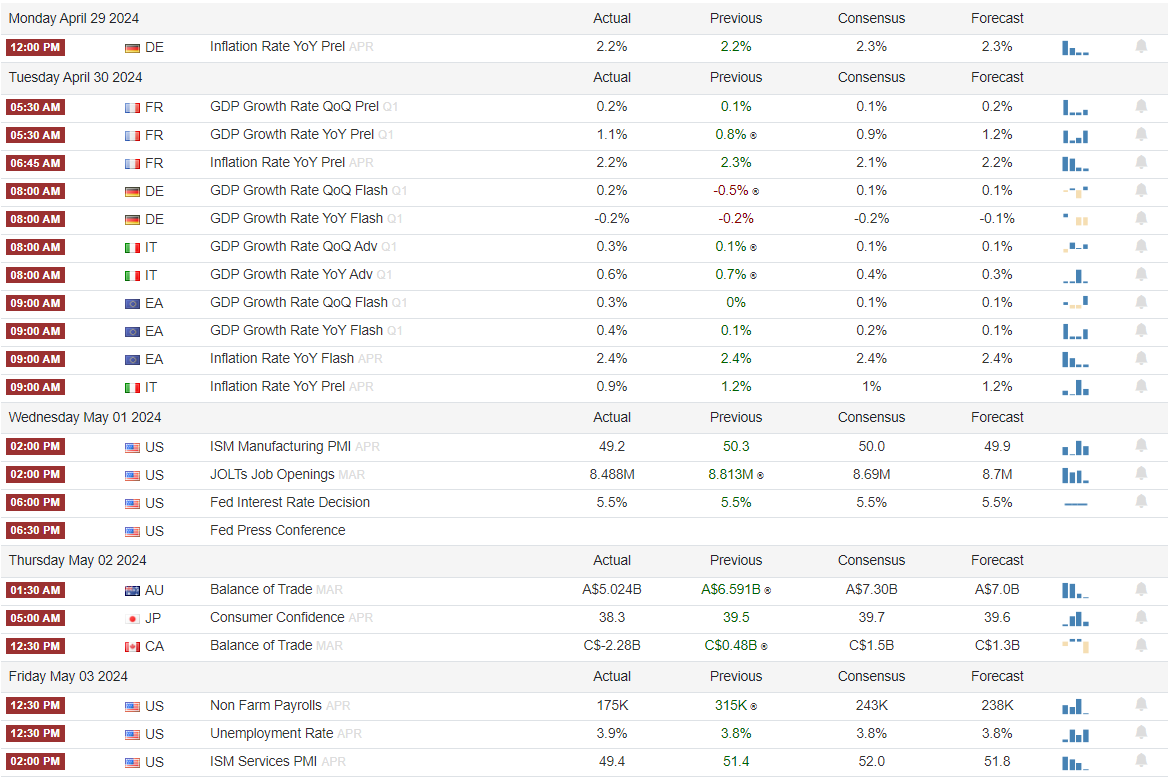 Monday April 29 2024 Actual Previous Consensus Forecast
12:00 PM DE Inflation Rate YoY Prel APR 2.2% 2.2% 2.3% 2.3%
Tuesday April 30 2024 Actual Previous Consensus Forecast
05:30 AM FR GDP Growth Rate QoQ Prel Q1 0.2% 0.1% 0.1% 0.2%
05:30 AM FR GDP Growth Rate YoY Prel Q1 1.1% 0.8% ® 0.9% 1.2%
06:45 AM FR Inflation Rate YoY Prel APR 2.2% 2.3% 2.1% 2.2%
08:00 AM DE GDP Growth Rate QoQ Flash Q1 0.2% -0.5% ® 0.1% 0.1%
08:00 AM DE GDP Growth Rate YoY Flash Q1 -0.2% -0.2% -0.2% -0.1%
08:00 AM IT GDP Growth Rate QoQ Adv Q1 0.3% 0.1% ® 0.1% 0.1%
08:00 AM IT GDP Growth Rate YoY Adv Q1 0.6% 0.7% ® 0.4% 0.3%
09:00 AM EA GDP Growth Rate QoQ Flash Q1 0.3% 0% 0.1% 0.1%
09:00 AM EA GDP Growth Rate YoY Flash Q1 0.4% 0.1% 0.2% 0.1%
09:00 AM EA Inflation Rate YoY Flash APR 2.4% 2.4% 2.4% 2.4%
09:00 AM IT Inflation Rate YoY Prel APR 0.9% 1.2% 1% 1.2%
Wednesday May 01 2024 Actual Previous Consensus Forecast
02:00 PM US ISM Manufacturing PMI APR 49.2 50.3 50.0 49.9
02:00 PM US JOLTs Job Openings MAR 8.488M 8.813M ® 8.69M 8.7M
06:00 PM US Fed Interest Rate Decision 5.5% 5.5% 5.5% 5.5%
06:30 PM US Fed Press Conference
Thursday May 02 2024 Actual Previous Consensus Forecast
01:30 AM AU Balance of Trade MAR A$5.024B A$6.591B ® A$7.30B A$7.0B
05:00 AM JP Consumer Confidence APR 38.3 39.5 39.7 39.6
12:30 PM CA Balance of Trade MAR C$-2.28B C$0.48B ® C$1.5B C$1.3B
Friday May 03 2024 Actual Previous Consensus Forecast
12:30 PM US Non Farm Payrolls APR 175K 315K ® 243K 238K
12:30 PM US Unemployment Rate APR 3.9% 3.8% 3.8% 3.8%
02:00 PM US ISM Services PMI APR 49.4 51.4 52.0 51.8